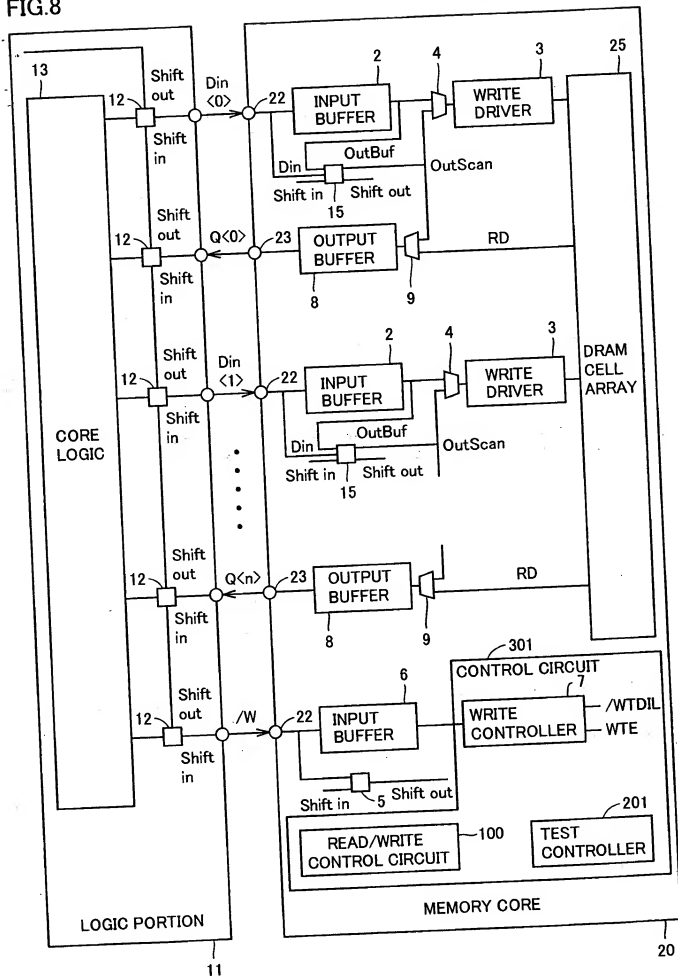 FIG.8
13
12
Shift
out
Shift
in
Din
<0>
22
2
INPUT
BUFFER
4
3
WRITE
DRIVER
25
Din
OutBuf
OutScan
Shift in
Shift out
15
12
Shift
out
Shift
in
Q<0>
23
OUTPUT
BUFFER
8
9
RD
12
Shift
out
Shift
in
Din
<1>
22
2
INPUT
BUFFER
4
3
WRITE
DRIVER
DRAM
CELL
ARRAY
CORE
LOGIC
Din
OutBuf
OutScan
Shift in
Shift out
15
12
Shift
out
Shift
in
Q<n>
23
OUTPUT
BUFFER
8
9
RD
301
CONTROL CIRCUIT
12
Shift
out
Shift
in
/W
22
6
INPUT
BUFFER
7
WRITE
CONTROLLER
/WTDIL
WTE
Shift in
5
Shift out
READ/WRITE
CONTROL CIRCUIT
100
201
TEST
CONTROLLER
LOGIC PORTION
11
MEMORY CORE
20